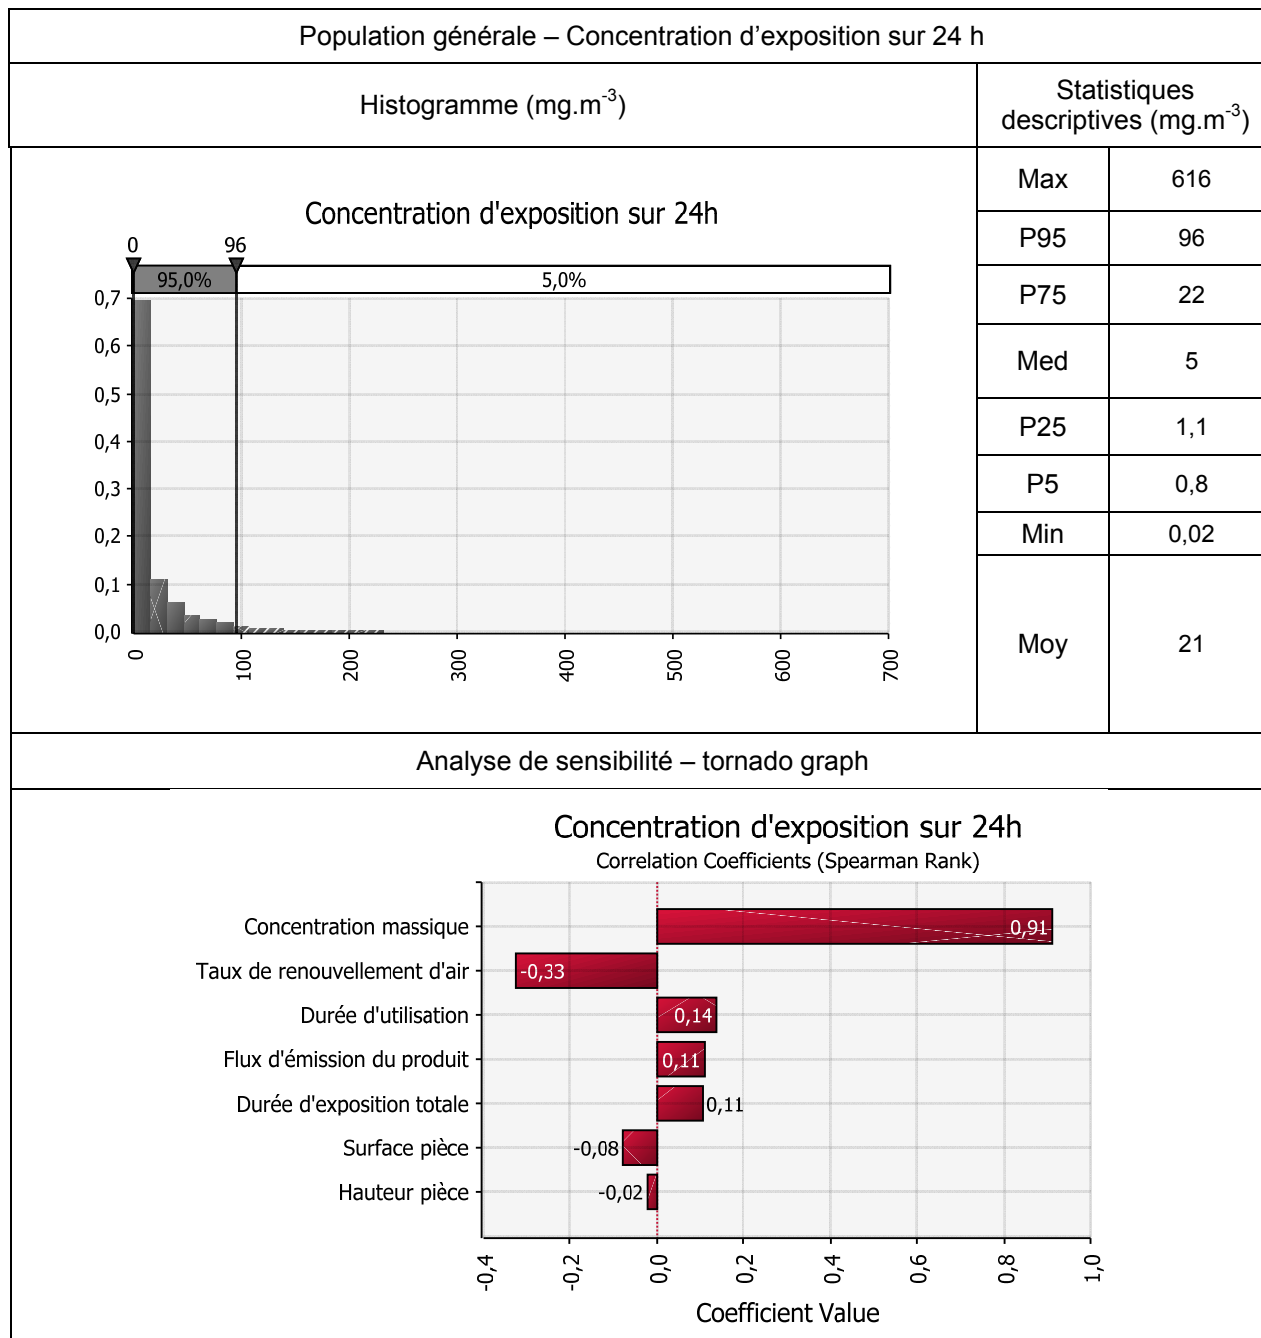 Population générale – Concentration d’exposition sur 24 h
Histogramme (mg.m-3)
Statistiques
descriptives (mg.m-3)
Concentration d'exposition sur 24h
0 96
95,0% 5,0%
0,7
0,6
0,5
0,4
0,3
0,2
0,1
0,0
0 100 200 300 400 500 600 700
Max 616
P95 96
P75 22
Med 5
P25 1,1
P5 0,8
Min 0,02
Moy 21
Analyse de sensibilité – tornado graph
Concentration d'exposition sur 24h
Correlation Coefficients (Spearman Rank)
Concentration massique 0,91
Taux de renouvellement d'air -0,33
Durée d'utilisation 0,14
Flux d'émission du produit 0,11
Durée d'exposition totale 0,11
Surface pièce -0,08
Hauteur pièce -0,02
-0,4 -0,2 0,0 0,2 0,4 0,6 0,8 1,0
Coefficient Value